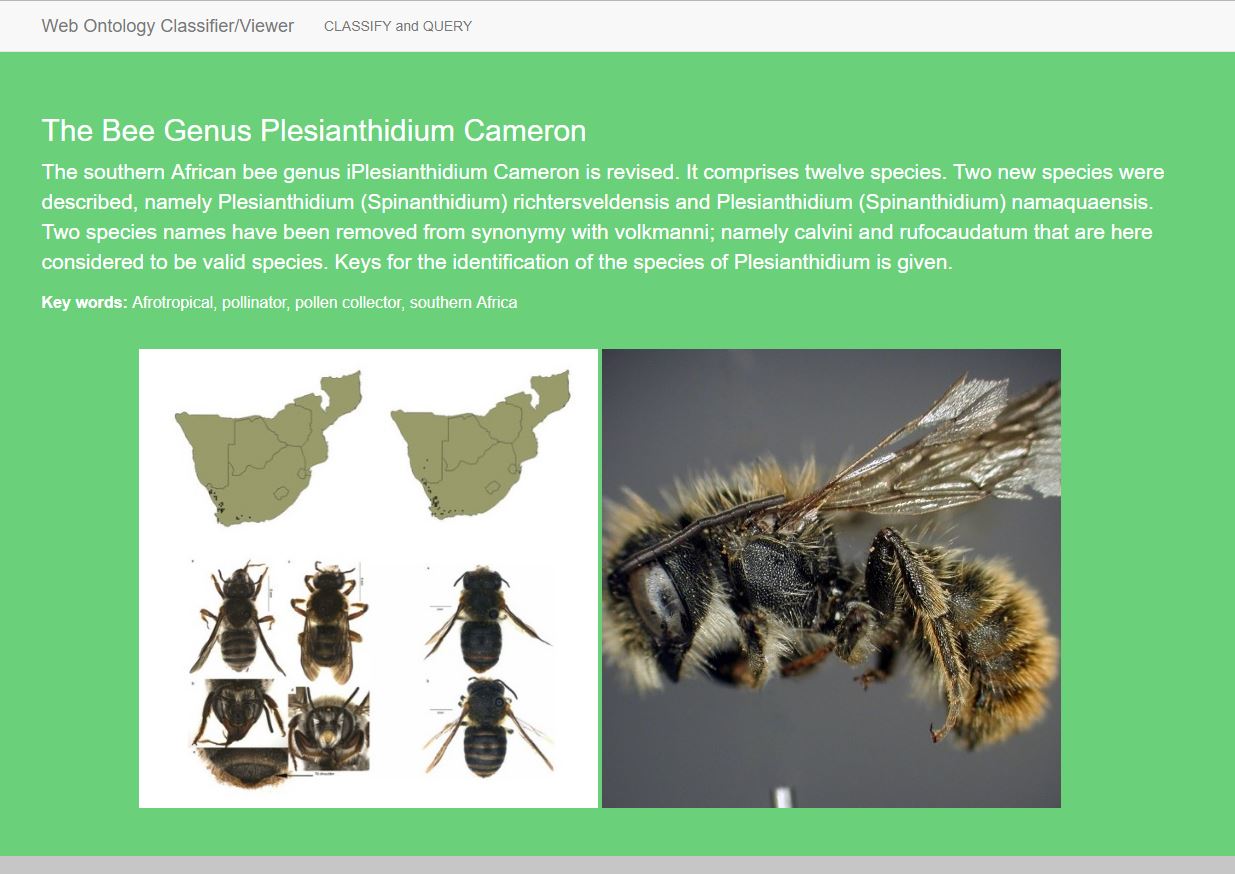 Web Ontology Classifier/Viewer CLASSIFY and QUERY
The Bee Genus Plesianthidium Cameron
The southern African bee genus iPlesianthidium Cameron is revised. It comprises twelve species. Two new species were
described, namely Plesianthidium (Spinanthidium) richtersveldensis and Plesianthidium (Spinanthidium) namaquaensis.
Two species names have been removed from synonymy with volkmanni; namely calvini and rufocaudatum that are here
considered to be valid species. Keys for the identification of the species of Plesianthidium is given.
Key words: Afrotropical, pollinator, pollen collector, southern Africa